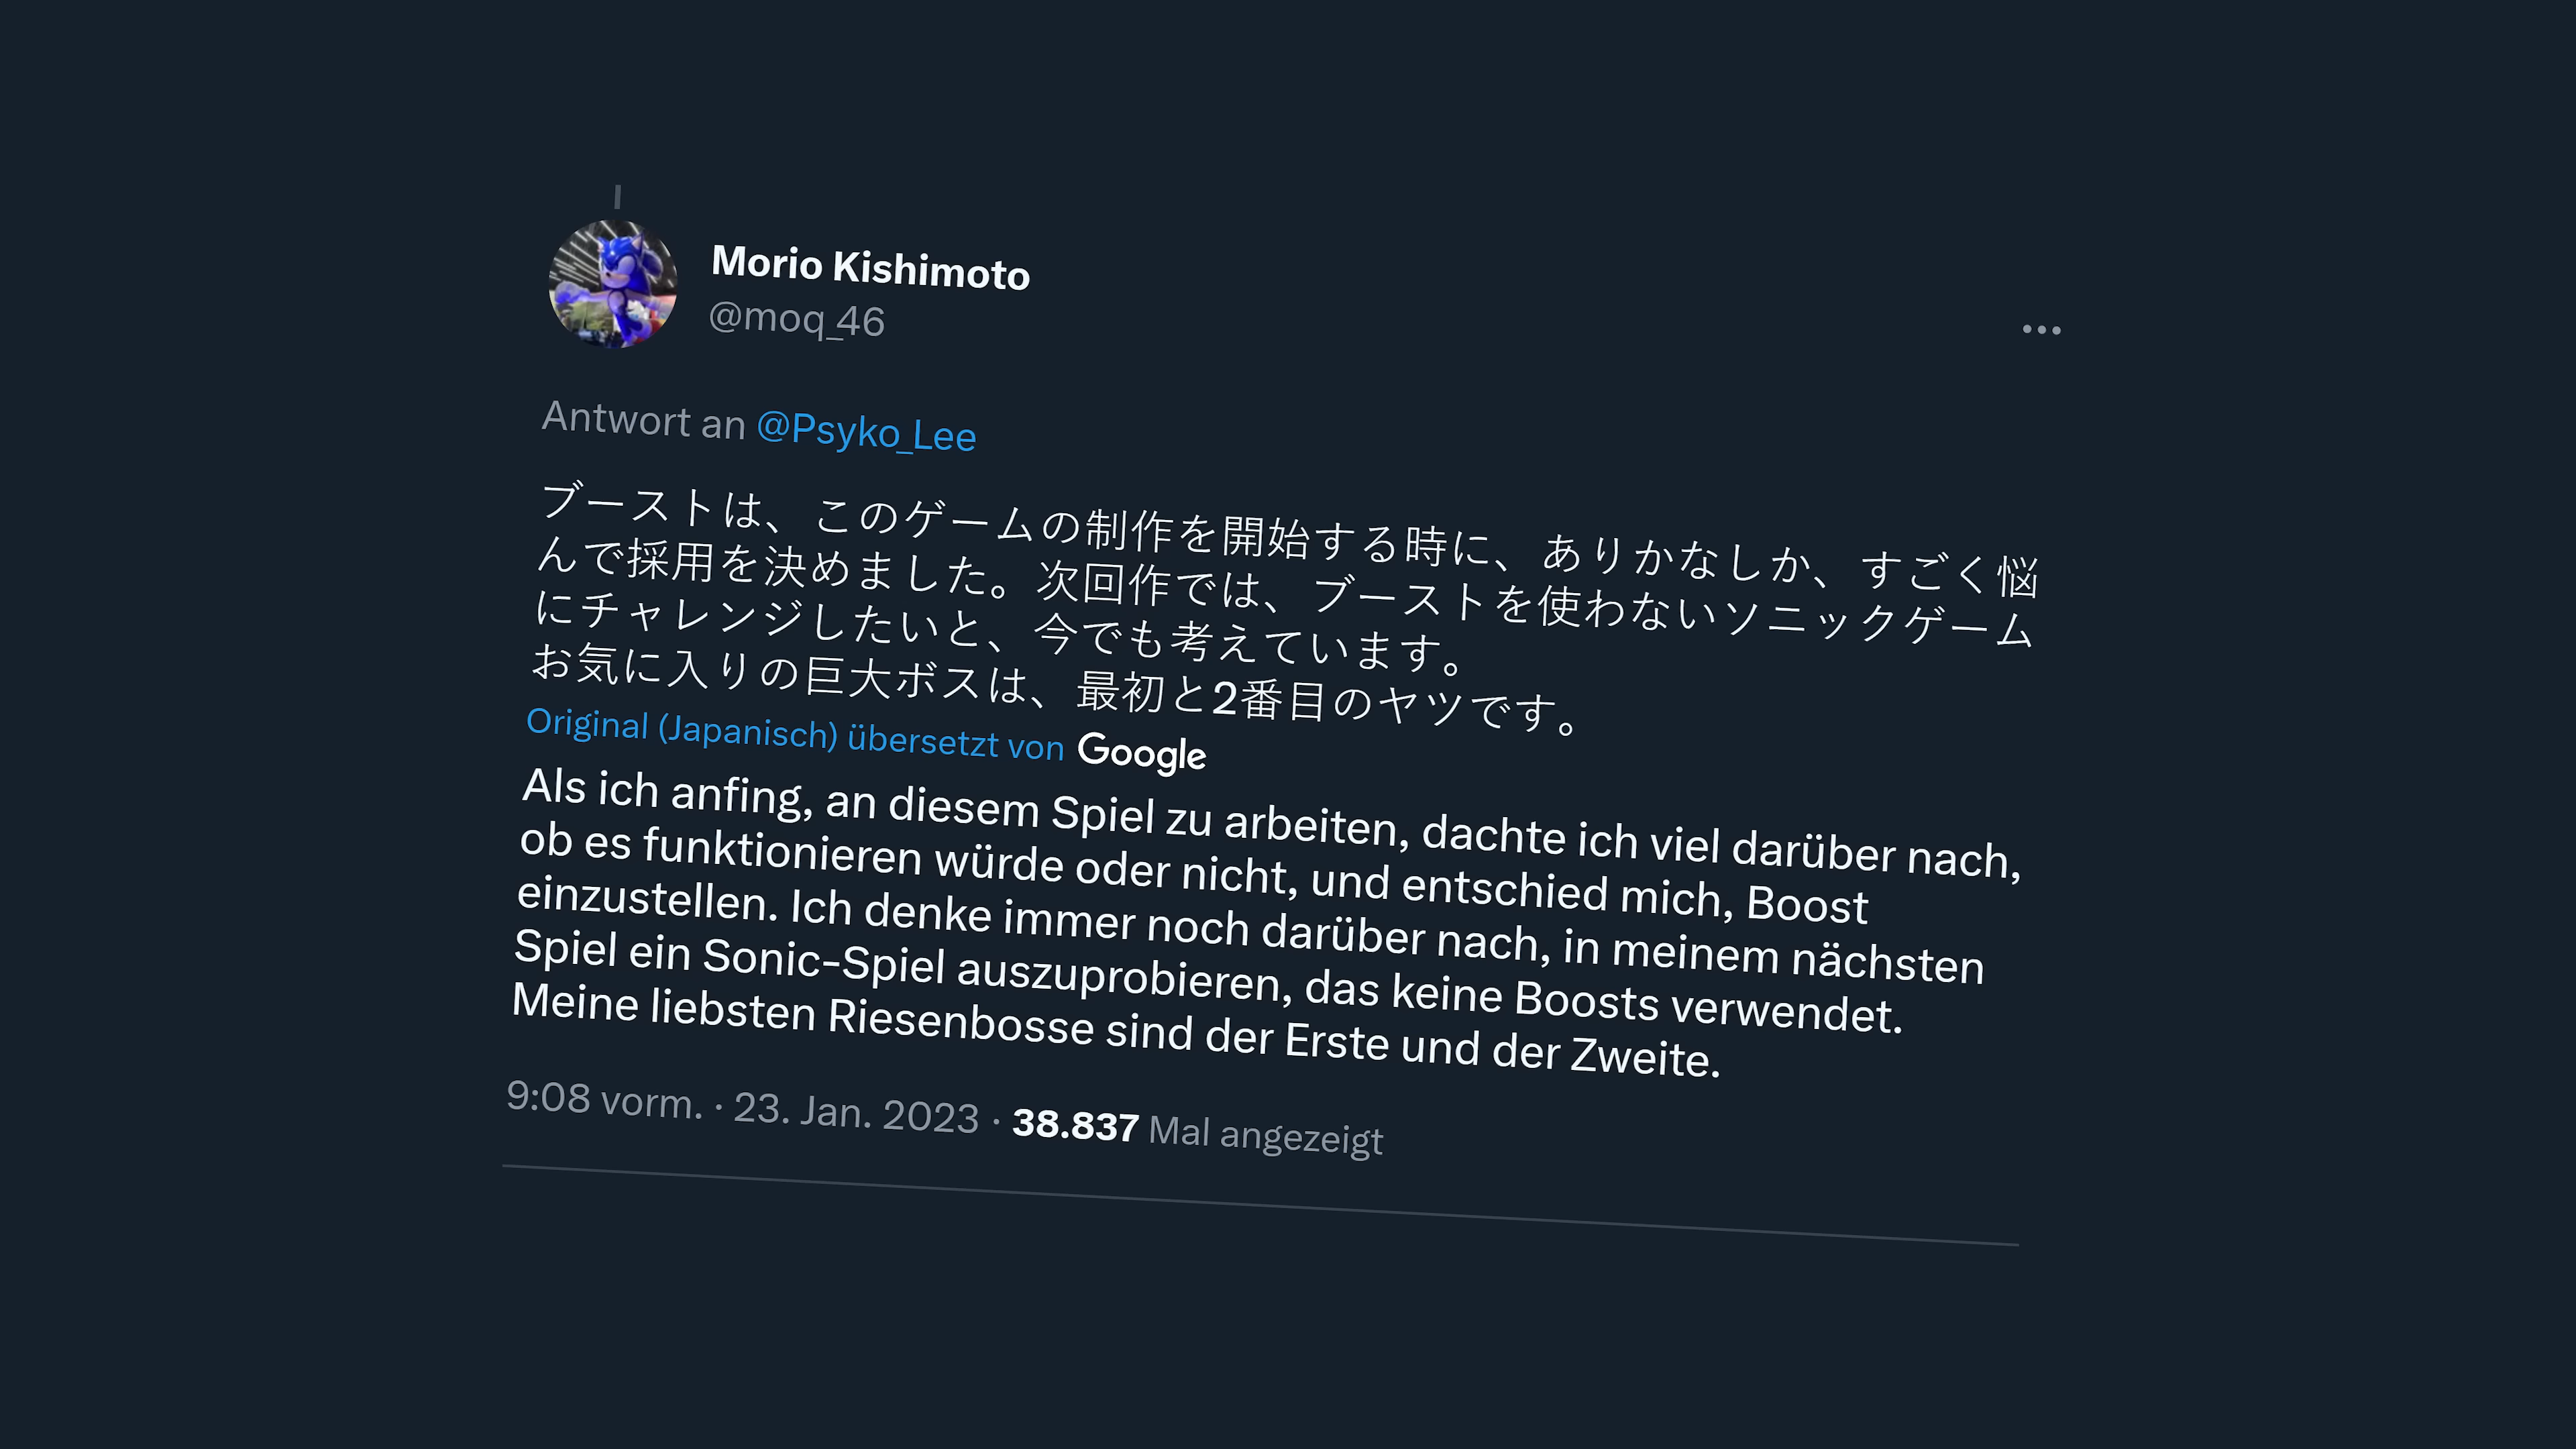 Morio Kishimoto
@moq_46
Antwort an @Psyko_Lee
ブーストは、このゲームの制作を開始する時に、ありかなしか、すごく悩
んで採用を決めました。次回作では、ブーストを使わないソニックゲーム
にチャレンジしたいと、今でも考えています。
お気に入りの巨大ボスは、最初と2番目のヤツです。
Original (Japanisch) übersetzt von Google
Als ich anfing, an diesem Spiel zu arbeiten, dachte ich viel darüber nach,
ob es funktionieren würde oder nicht, und entschied mich, Boost
einzustellen. Ich denke immer noch darüber nach, in meinem nächsten
Spiel ein Sonic-Spiel auszuprobieren, das keine Boosts verwendet.
Meine liebsten Riesenbosse sind der Erste und der Zweite.
9:08 vorm. · 23. Jan. 2023 · 38.837 Mal angezeigt